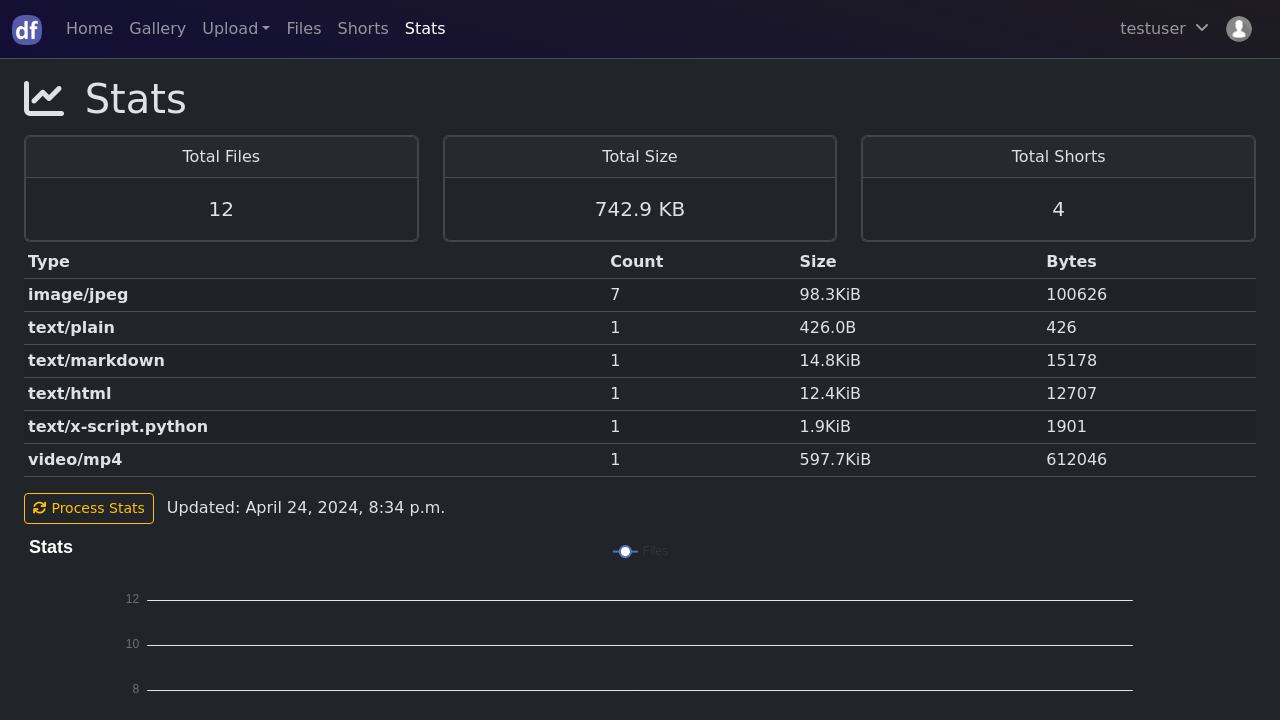 df Home Gallery Upload Files Shorts Stats testuser
Stats
Total Files Total Size Total Shorts
12 742.9 KB 4
Type Count Size Bytes
image/jpeg 7 98.3KiB 100626
text/plain 1 426.0B 426
text/markdown 1 14.8KiB 15178
text/html 1 12.4KiB 12707
text/x-script.python 1 1.9KiB 1901
video/mp4 1 597.7KiB 612046
Process Stats Updated: April 24, 2024, 8:34 p.m.
Stats Files
12
10
8